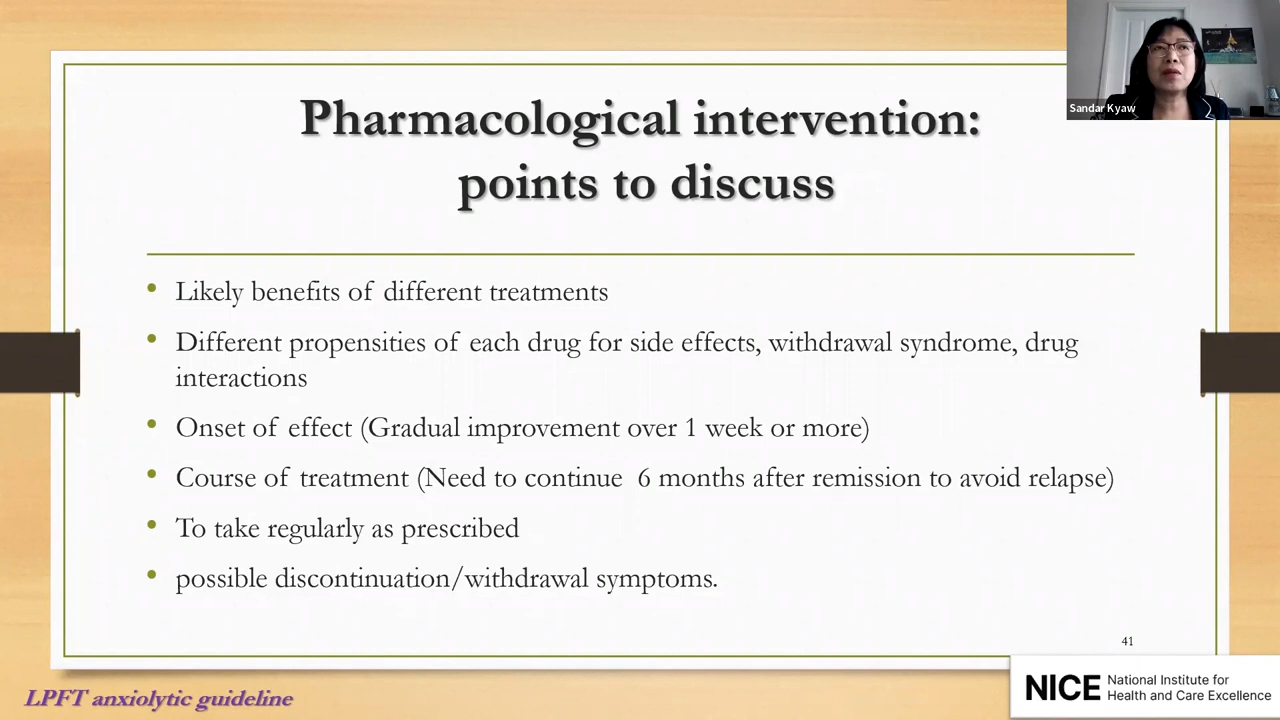 Sandar Kyaw
Pharmacological intervention:
points to discuss
• Likely benefits of different treatments
• Different propensities of each drug for side effects, withdrawal syndrome, drug
interactions
• Onset of effect (Gradual improvement over 1 week or more)
• Course of treatment (Need to continue  6 months after remission to avoid relapse)
• To take regularly as prescribed
• possible discontinuation/withdrawal symptoms.
41
LPFT anxiolytic guideline
NICE National Institute for
Health and Care Excellence